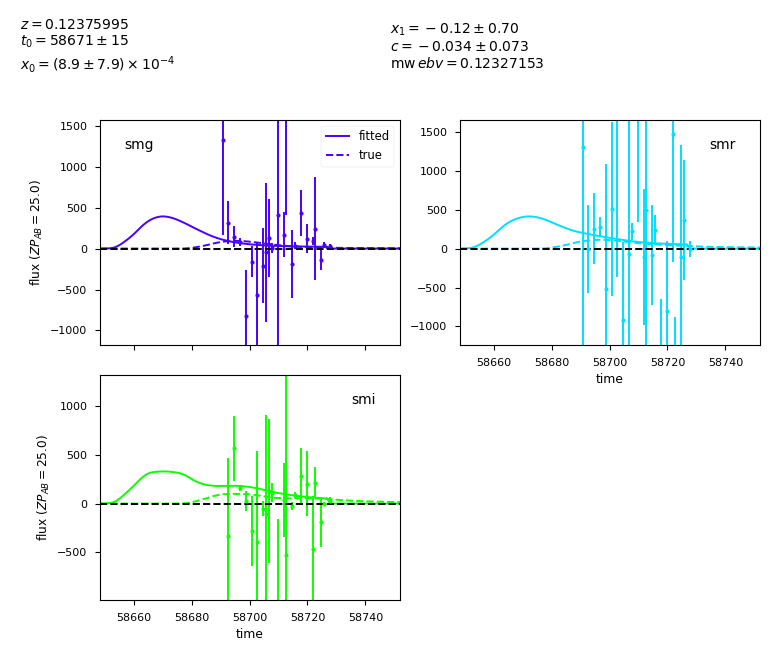 z = 0.12375995
t₀ = 58671 ± 15
x₀ = (8.9 ± 7.9) × 10⁻⁴
x₁ = −0.12 ± 0.70
c = −0.034 ± 0.073
mw ebv = 0.12327153
smg
fitted
true
1500
1000
500
0
−500
−1000
flux (ZP_AB = 25.0)
smr
1500
1000
500
0
−500
−1000
58660 58680 58700 58720 58740
time
smi
1000
500
0
−500
flux (ZP_AB = 25.0)
58660 58680 58700 58720 58740
time